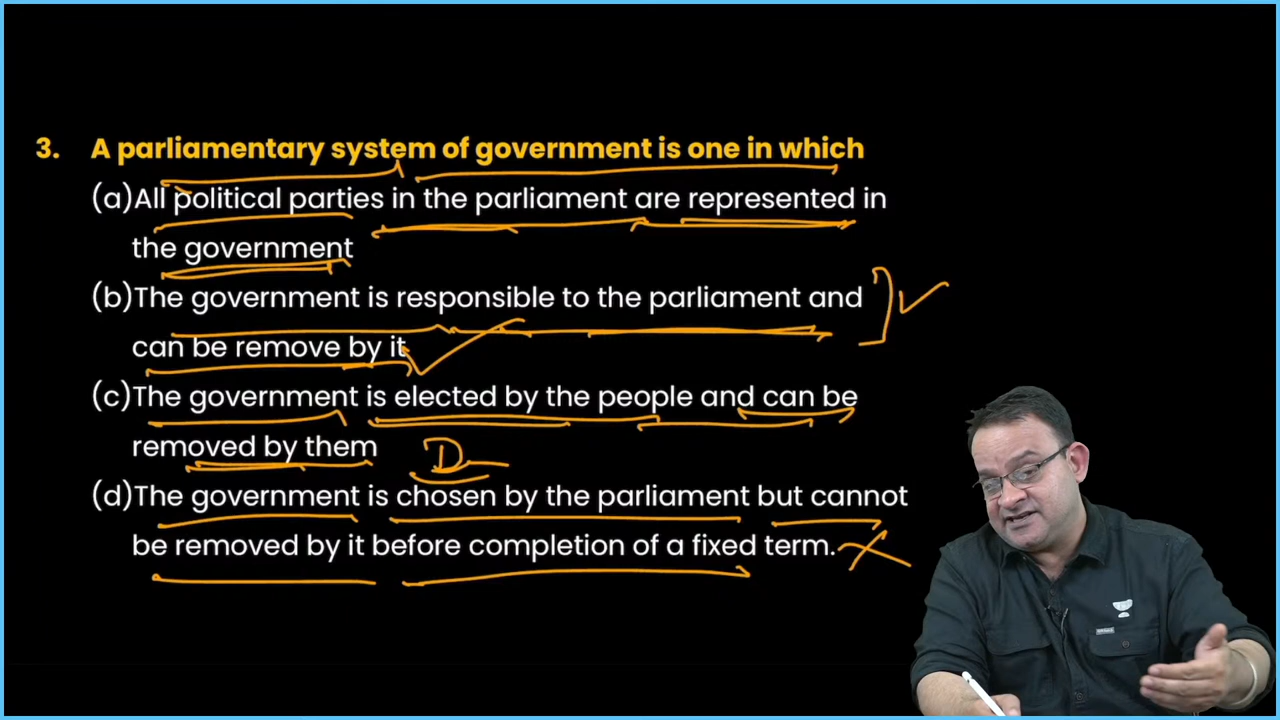 3. A parliamentary system of government is one in which
(a)All political parties in the parliament are represented in
the government
(b)The government is responsible to the parliament and
can be remove by it
(c)The government is elected by the people and can be
removed by them
D
(d)The government is chosen by the parliament but cannot
be removed by it before completion of a fixed term.